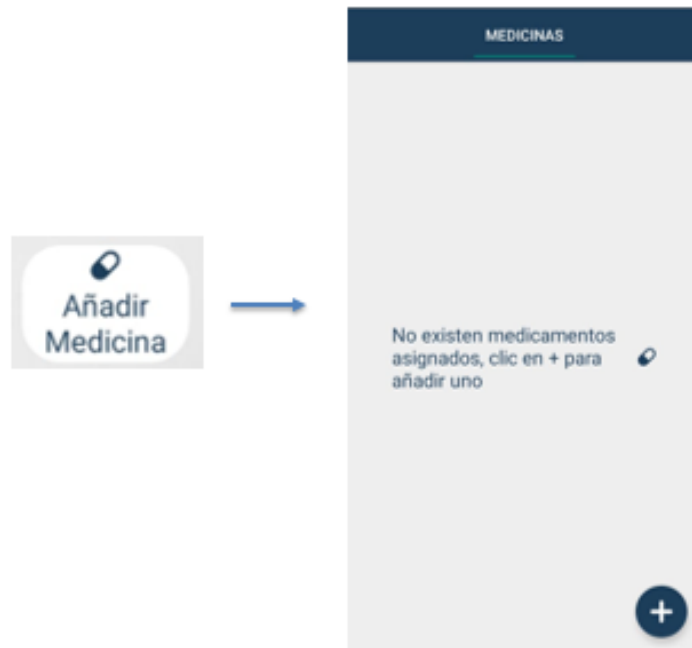 Añadir
Medicina
MEDICINAS
No existen medicamentos
asignados, clic en + para
añadir uno
+